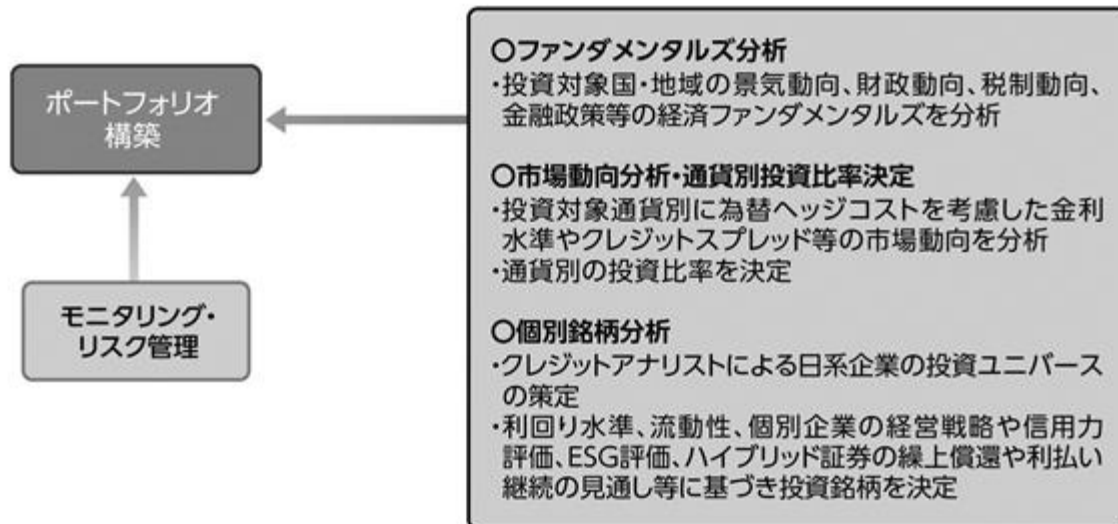 ポートフォリオ
構築
モニタリング・
リスク管理
○ファンダメンタルズ分析
・投資対象国・地域の景気動向、財政動向、税制動向、
金融政策等の経済ファンダメンタルズを分析
○市場動向分析・通貨別投資比率決定
・投資対象通貨別に為替ヘッジコストを考慮した金利
水準やクレジットスプレッド等の市場動向を分析
・通貨別の投資比率を決定
○個別銘柄分析
・クレジットアナリストによる日系企業の投資ユニバース
の策定
・利回り水準、流動性、個別企業の経営戦略や信用力
評価、ESG評価、ハイブリッド証券の繰上償還や利払い
継続の見通し等に基づき投資銘柄を決定